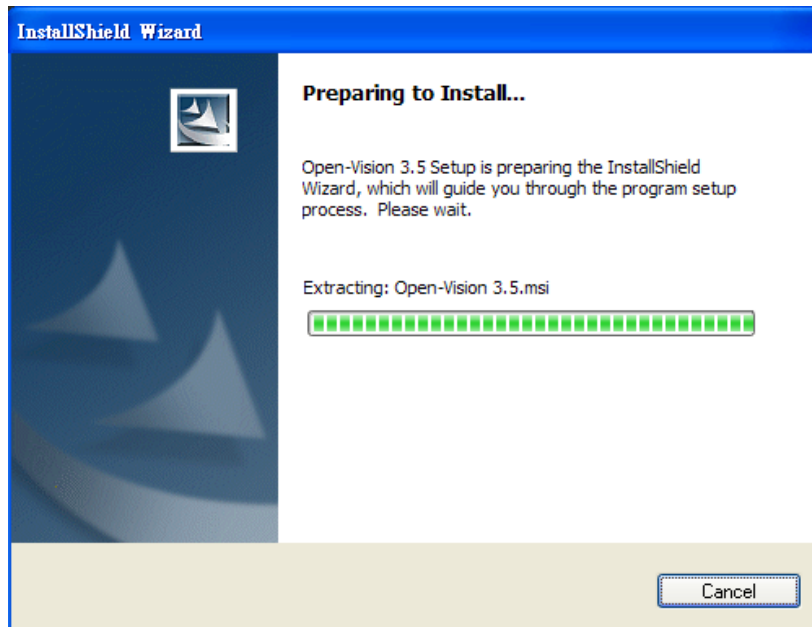 InstallShield Wizard
Preparing to Install...
Open-Vision 3.5 Setup is preparing the InstallShield
Wizard, which will guide you through the program setup
process. Please wait.
Extracting: Open-Vision 3.5.msi
Cancel